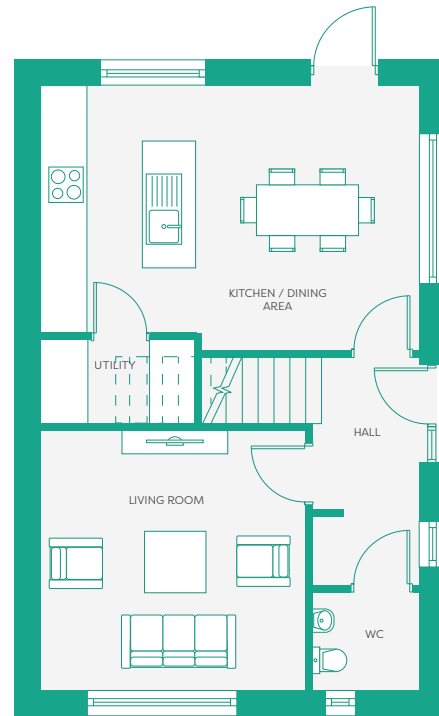 KITCHEN / DINING
AREA
UTILITY
HALL
LIVING ROOM
WC